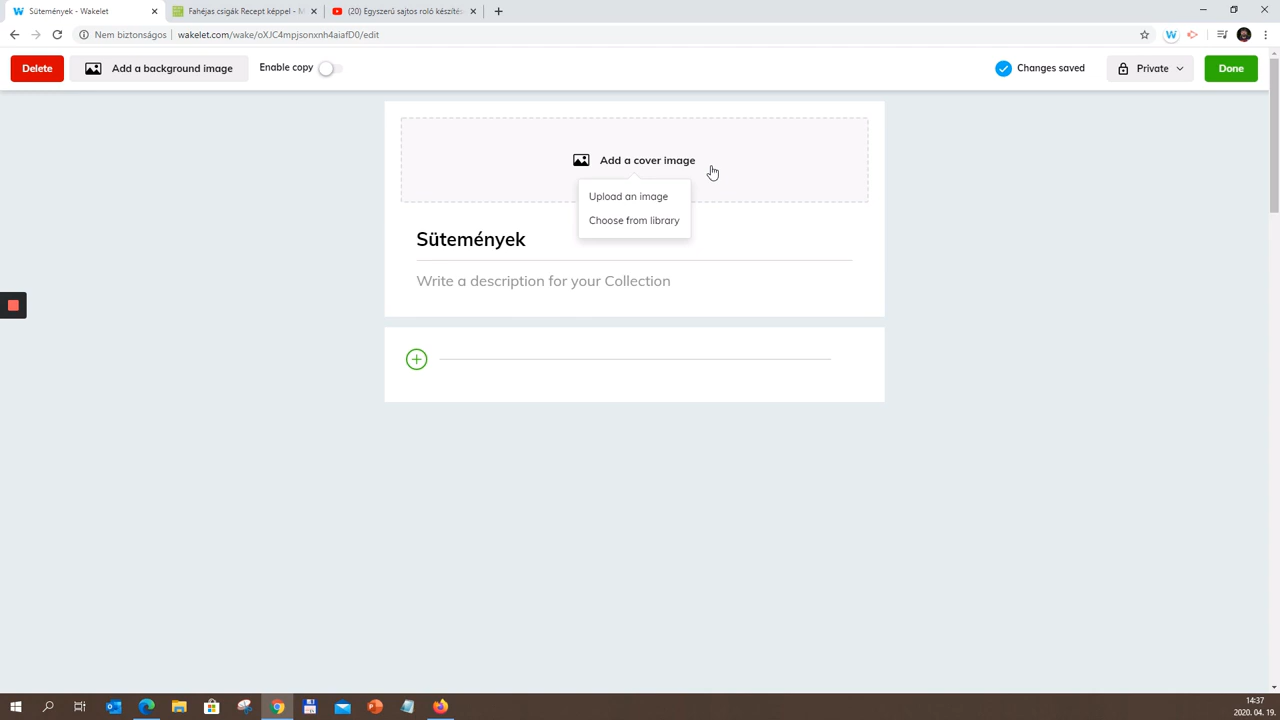 Sütemények - Wakelet
Fahéjas csigák Recept képpel - M
(20) Egyszerű sajtos roló készítés
Nem biztonságos
wakelet.com/wake/oXJC4mpjsonxnh4aiafD0/edit
Delete
Add a background image
Enable copy
Changes saved
Private
Done
Add a cover image
Upload an image
Choose from library
Sütemények
Write a description for your Collection
14:37
2020. 04. 19.